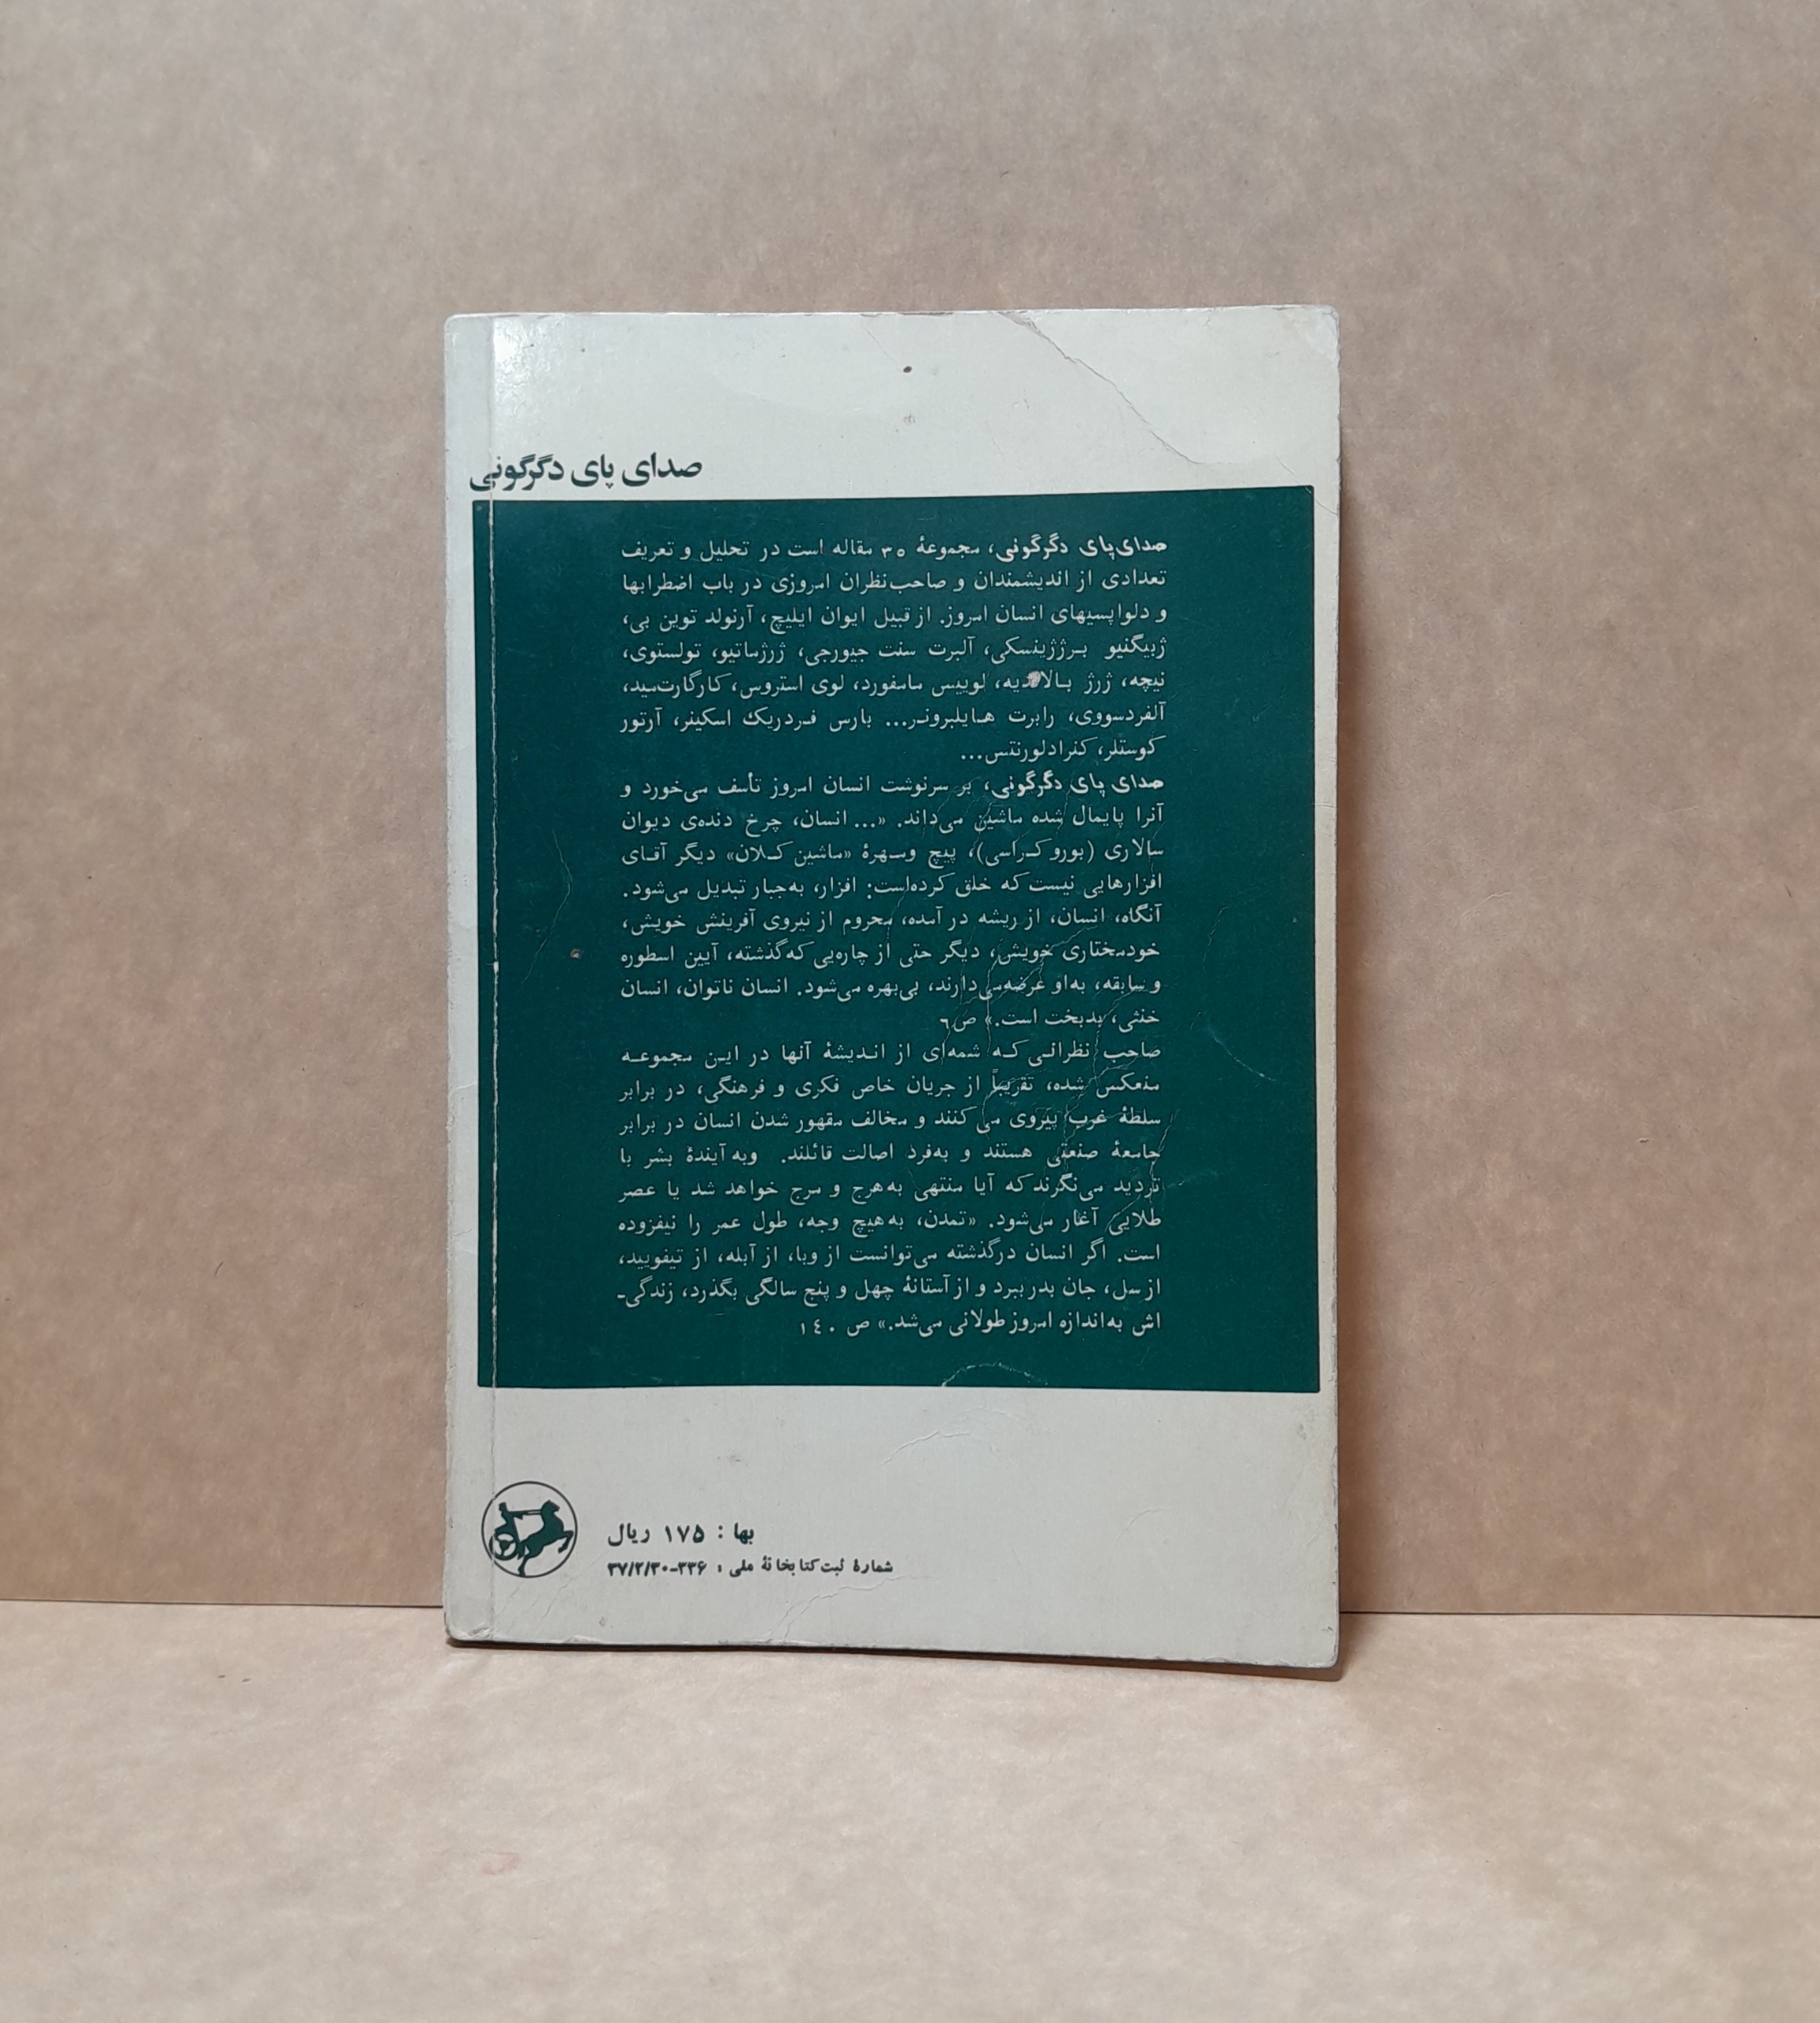 صدای پای دگرگونی
صدای پای دگرگونی، مجموعهٔ ۳۰ مقاله است در تحلیل و تعریف
تعدادی از اندیشمندان و صاحب‌نظران امروزی در باب اضطرابها
و دلواپسیهای انسان امروز. از قبیل ایوان ایلیچ، آرنولد توین بی،
ژبیگنیو برژژینسکی، آلبرت سنت جیورجی، ژرژماتیو، تولستوی،
نیچه، ژرژ بالاندیه، لوییس مامفورد، لوی استروس، کارگارت‌مید،
آلفردسووی، رابرت هایلبرونر... بارس فردریک اسکینر، آرتور
کوستلر، کنرادلورنتس...
صدای پای دگرگونی، بر سرنوشت انسان امروز تأسف می‌خورد و
آنرا پایمال شده ماشین می‌داند. «... انسان، چرخ دنده‌ی دیوان
سالاری (بوروکراسی)، پیچ ومهرهٔ «ماشین کلان» دیگر آقای
افزارهایی نیست که خلق کرده‌است: افزار، به‌جبار تبدیل می‌شود.
آنگاه، انسان، از ریشه در آمده، محروم از نیروی آفرینش خویش،
خودمختاری خویش، دیگر حتی از چاره‌یی که گذشته، آیین اسطوره
و سابقه، به‌او عرضه‌می‌دارند، بی‌بهره می‌شود. انسان ناتوان، انسان
خنثی، بدبخت است.» ص٦
صاحب نظرانی که شمه‌ای از اندیشهٔ آنها در این مجموعه
منعکس شده، تقریباً از جریان خاص فکری و فرهنگی، در برابر
سلطهٔ غرب پیروی می‌کنند و مخالف مقهور شدن انسان در برابر
جامعهٔ صنعتی هستند و به‌فرد اصالت قائلند. وبه آیندهٔ بشر با
تردید می‌نگرند که آیا منتهی به‌هرج و مرج خواهد شد یا عصر
طلایی آغار می‌شود. «تمدن، به‌هیچ وجه، طول عمر را نیفزوده
است. اگر انسان درگذشته می‌توانست از وبا، از آبله، از تیفویید،
از سل، جان بدر ببرد و از آستانهٔ چهل و پنج سالگی بگذرد، زندگی-
اش به‌اندازه امروز طولانی می‌شد.» ص ١٤٠
بها : ۱۷۵ ریال
شمارهٔ ثبت کتابخانهٔ ملی : ۳۳۶-۳۷/۲/۳۰